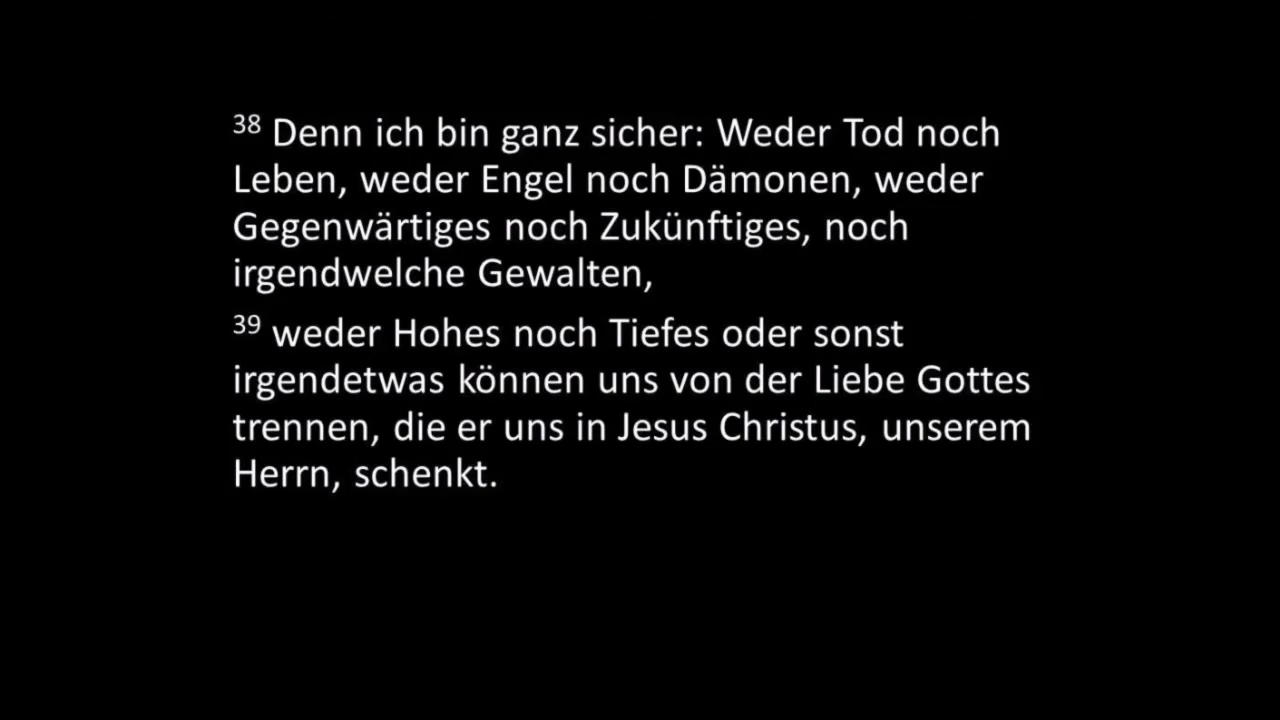 38 Denn ich bin ganz sicher: Weder Tod noch
Leben, weder Engel noch Dämonen, weder
Gegenwärtiges noch Zukünftiges, noch
irgendwelche Gewalten,
39 weder Hohes noch Tiefes oder sonst
irgendetwas können uns von der Liebe Gottes
trennen, die er uns in Jesus Christus, unserem
Herrn, schenkt.